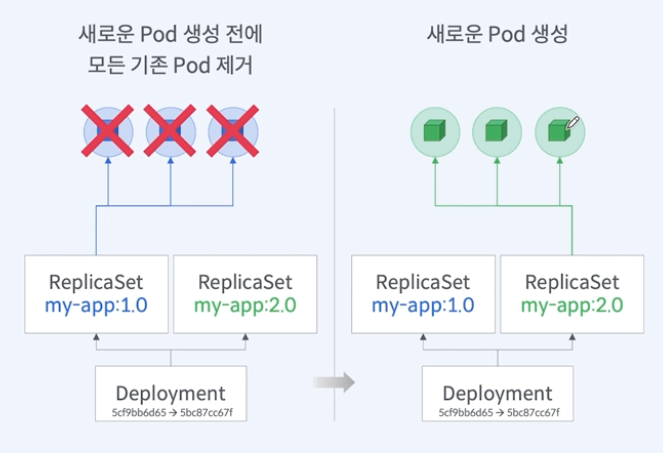 새로운 Pod 생성 전에
모든 기존 Pod 제거
ReplicaSet
my-app:1.0
ReplicaSet
my-app:2.0
Deployment
5cf9bb6d65 → 5bc87cc67f
새로운 Pod 생성
ReplicaSet
my-app:1.0
ReplicaSet
my-app:2.0
Deployment
5cf9bb6d65 → 5bc87cc67f